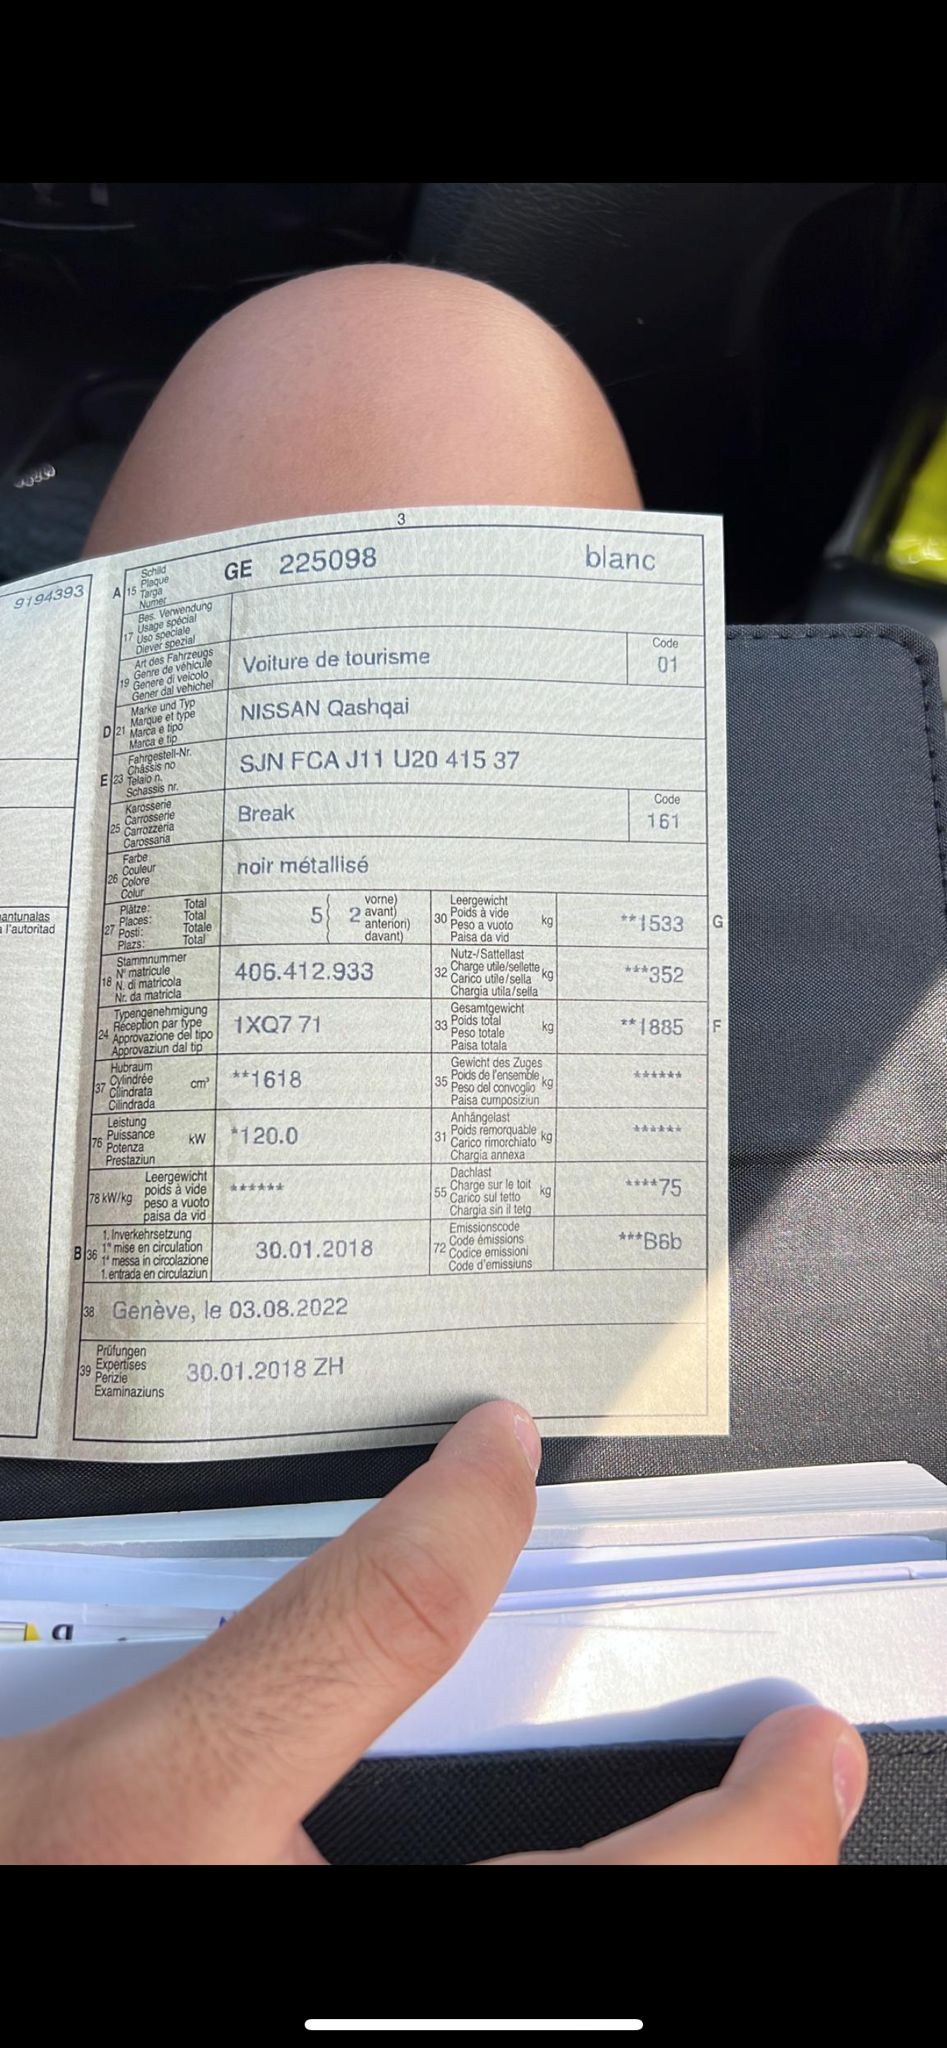 3
9194393
A 15 Schild Plaque Targa Numer GE 225098 blanc
17 Bes. Verwendung Usage spécial Uso speciale Diever spezial
19 Art des Fahrzeugs Genre de véhicule Genere di veicolo Gener dal vehichel Voiture de tourisme Code 01
D 21 Marke und Typ Marque et type Marca e tipo Marca e tip NISSAN Qashqai
E 23 Fahrgestell-Nr. Châssis no Telaio n. Schassis nr. SJN FCA J11 U20 415 37
25 Karosserie Carrosserie Carrozzeria Carossaria Break Code 161
26 Farbe Couleur Colore Colur noir métallisé
27 Plätze: Total Places: Total Posti: Totale Plazs: Total 5 2 vorne) avant) anteriori) davant)
30 Leergewicht Poids à vide Peso a vuoto Paisa da vid kg **1533 G
antunalas
a l'autoritad
18 Stammnummer N° matricule N. di matricola Nr. da matricla 406.412.933
32 Nutz-/Sattellast Charge utile/sellette Carico utile/sella Chargia utila/sella kg ***352
24 Typengenehmigung Réception par type Approvazione del tipo Approvaziun dal tip 1XQ7 71
33 Gesamtgewicht Poids total Peso totale Paisa totala kg **1885 F
37 Hubraum Cylindrée Cilindrata Cilindrada cm³ **1618
35 Gewicht des Zuges Poids de l'ensemble Peso del convoglio Paisa cumposiziun kg ******
76 Leistung Puissance Potenza Prestaziun kW *120.0
31 Anhängelast Poids remorquable Carico rimorchiato Chargia annexa kg ******
78 kW/kg Leergewicht poids à vide peso a vuoto paisa da vid ******
55 Dachlast Charge sur le toit Carico sul tetto Chargia sin il tetg kg ****75
B 36 1. Inverkehrsetzung 1re mise en circulation 1a messa in circolazione 1. entrada en circulaziun 30.01.2018
72 Emissionscode Code émissions Codice emissioni Code d'emissiuns ***B6b
38 Genève, le 03.08.2022
39 Prüfungen Expertises Perizie Examinaziuns 30.01.2018 ZH